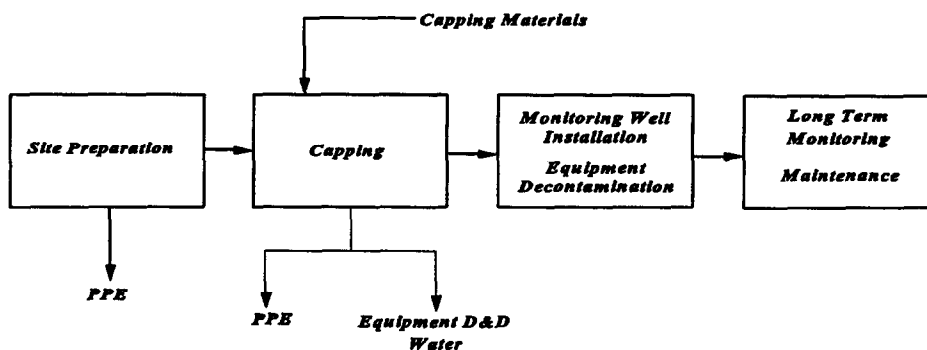 Capping Materials
Site Preparation
Capping
Monitoring Well
Installation
Equipment
Decontamination
Long Term
Monitoring
Maintenance
PPE
PPE
Equipment D&D
Water